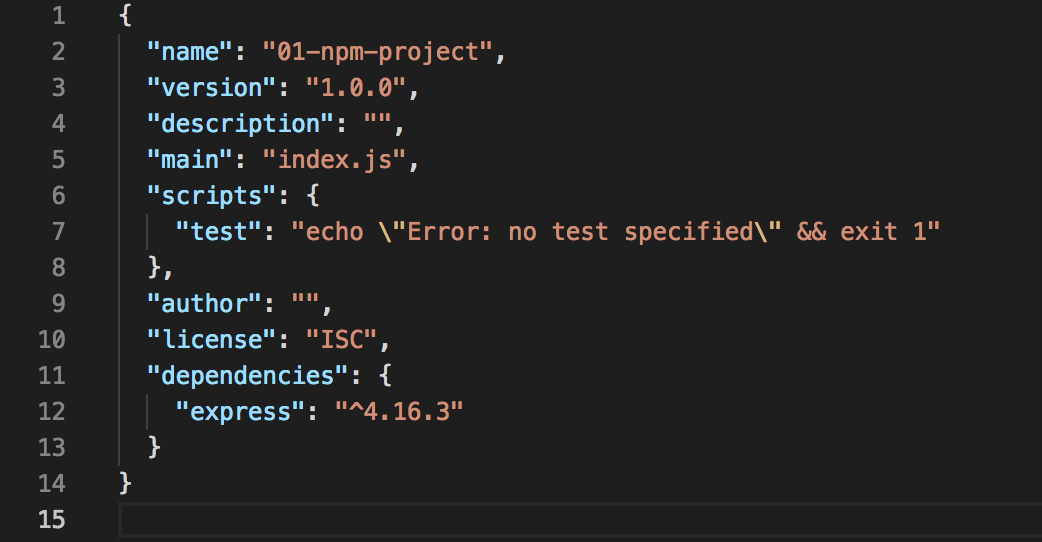 1 {
2   "name": "01-npm-project",
3   "version": "1.0.0",
4   "description": "",
5   "main": "index.js",
6   "scripts": {
7     "test": "echo \"Error: no test specified\" && exit 1"
8   },
9   "author": "",
10   "license": "ISC",
11   "dependencies": {
12     "express": "^4.16.3"
13   }
14 }
15